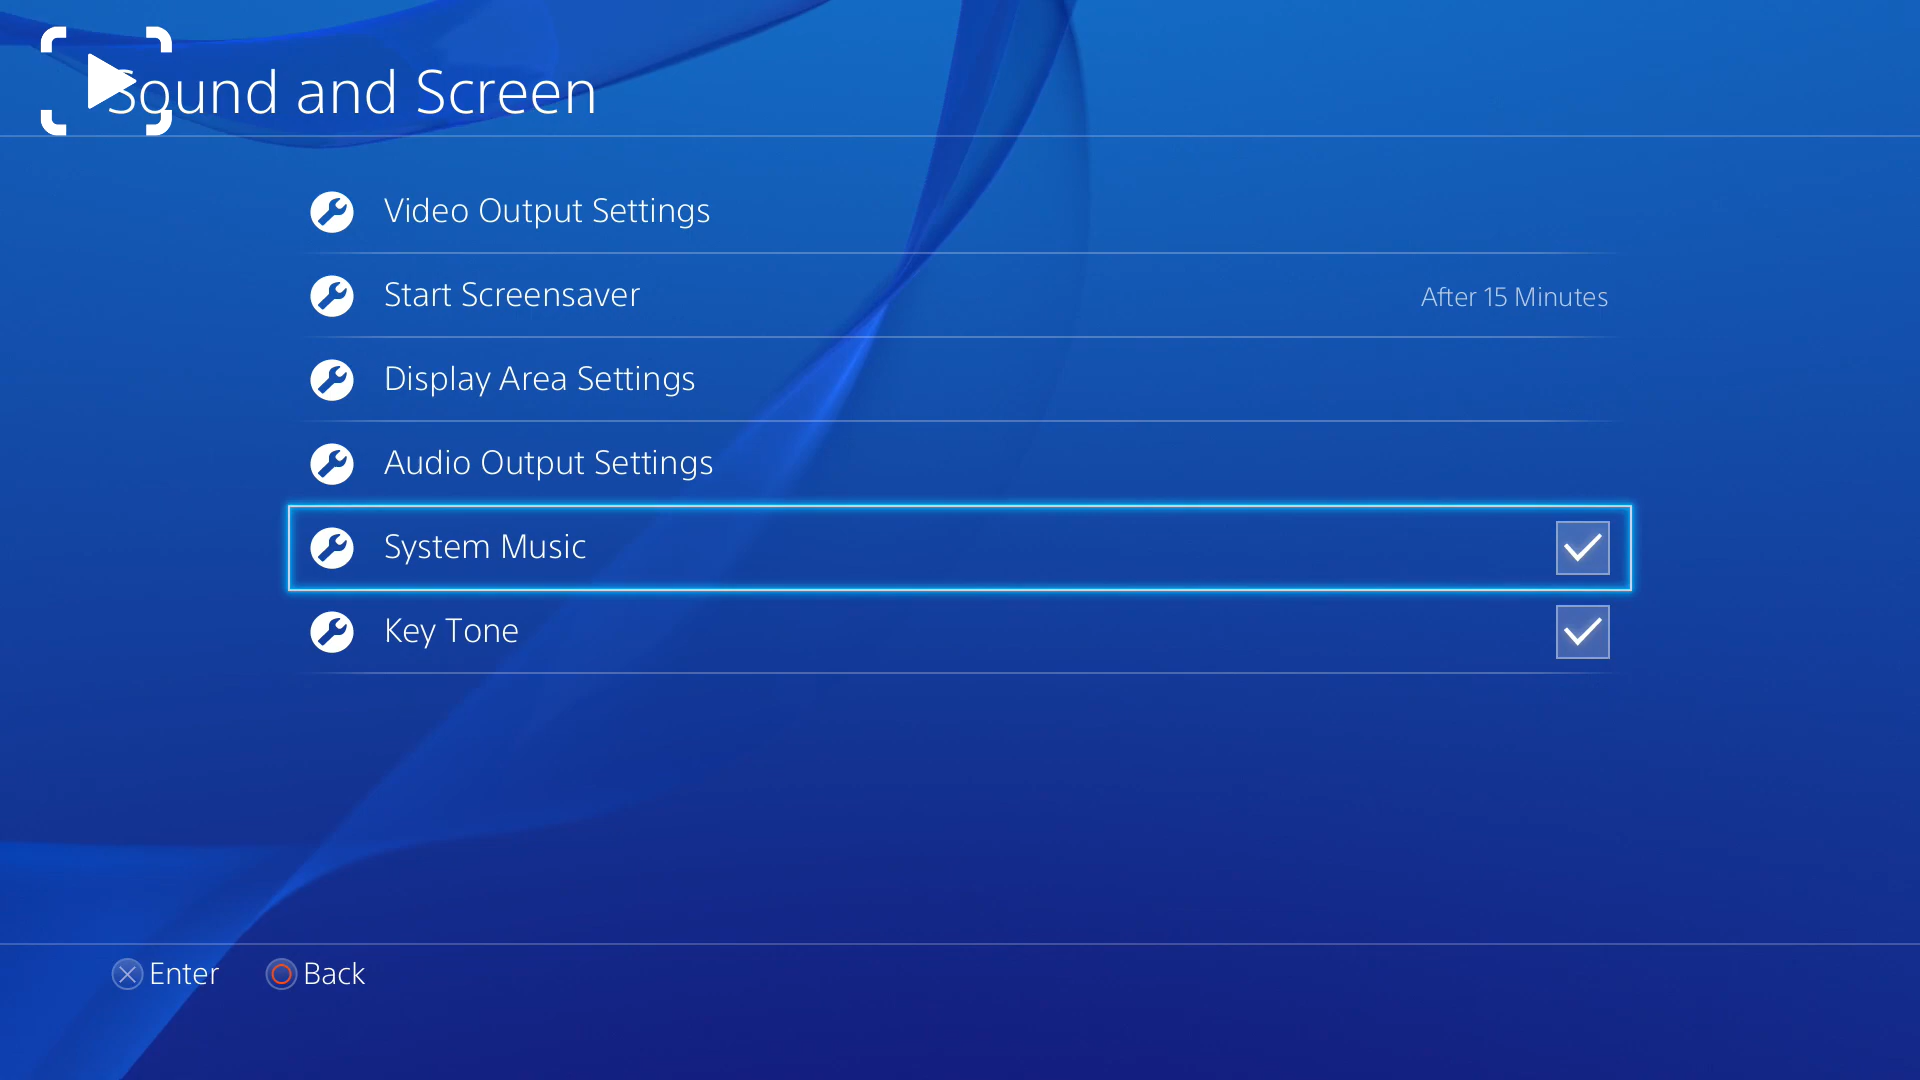 Sound and Screen
Video Output Settings
Start Screensaver After 15 Minutes
Display Area Settings
Audio Output Settings
System Music
Key Tone
Enter Back